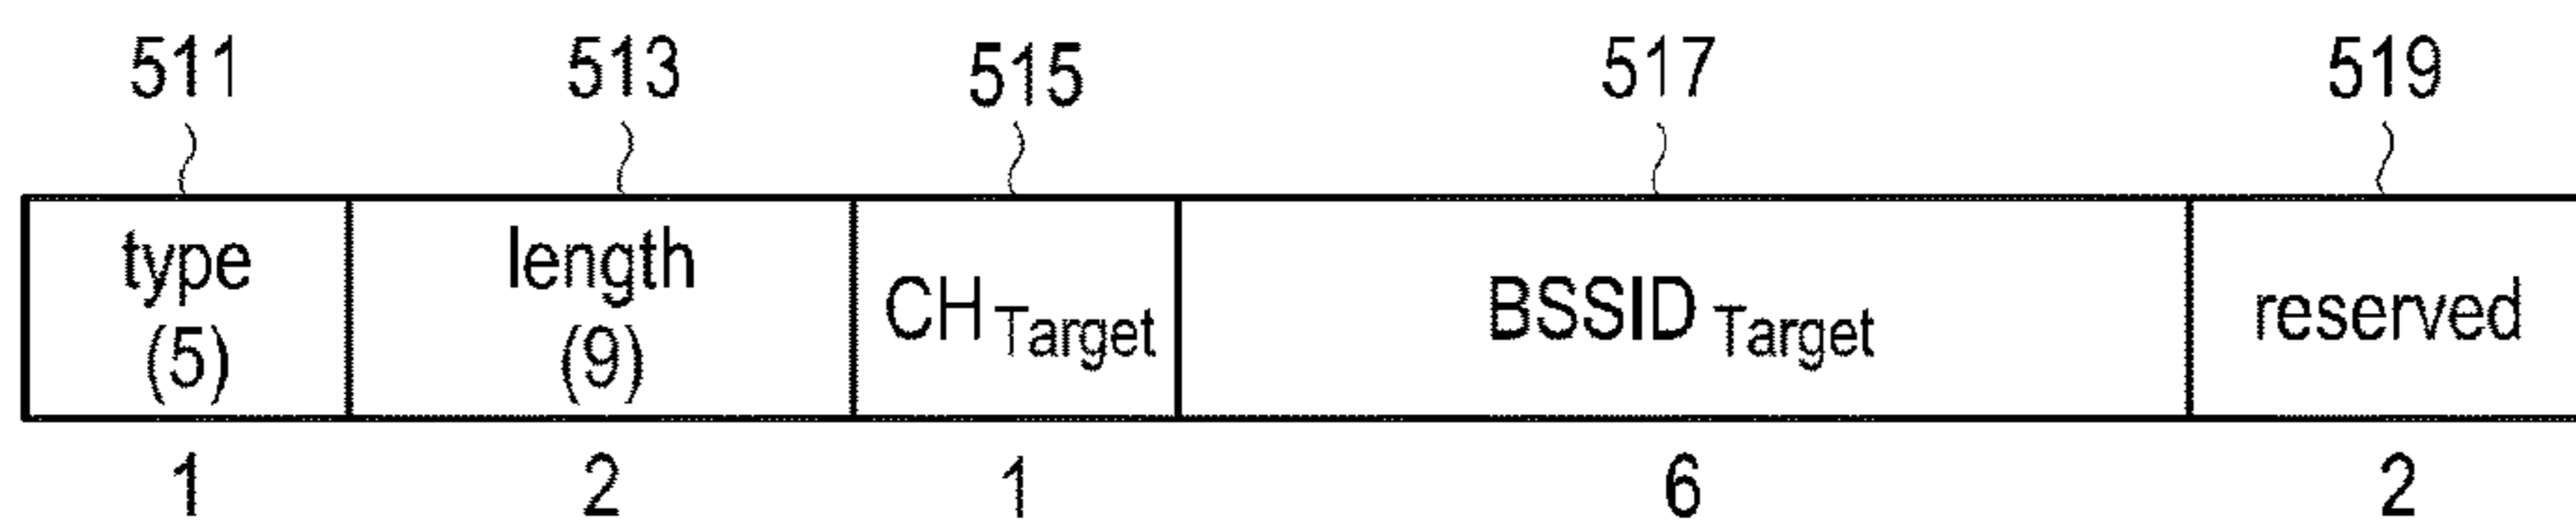 511 513 515 517 519
type (5) length (9) CH Target BSSID Target reserved
1 2 1 6 2